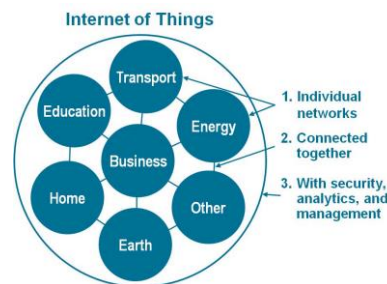 Internet of Things
Transport
Education
Energy
Business
Home
Other
Earth
1. Individual
networks
2. Connected
together
3. With security,
analytics, and
management